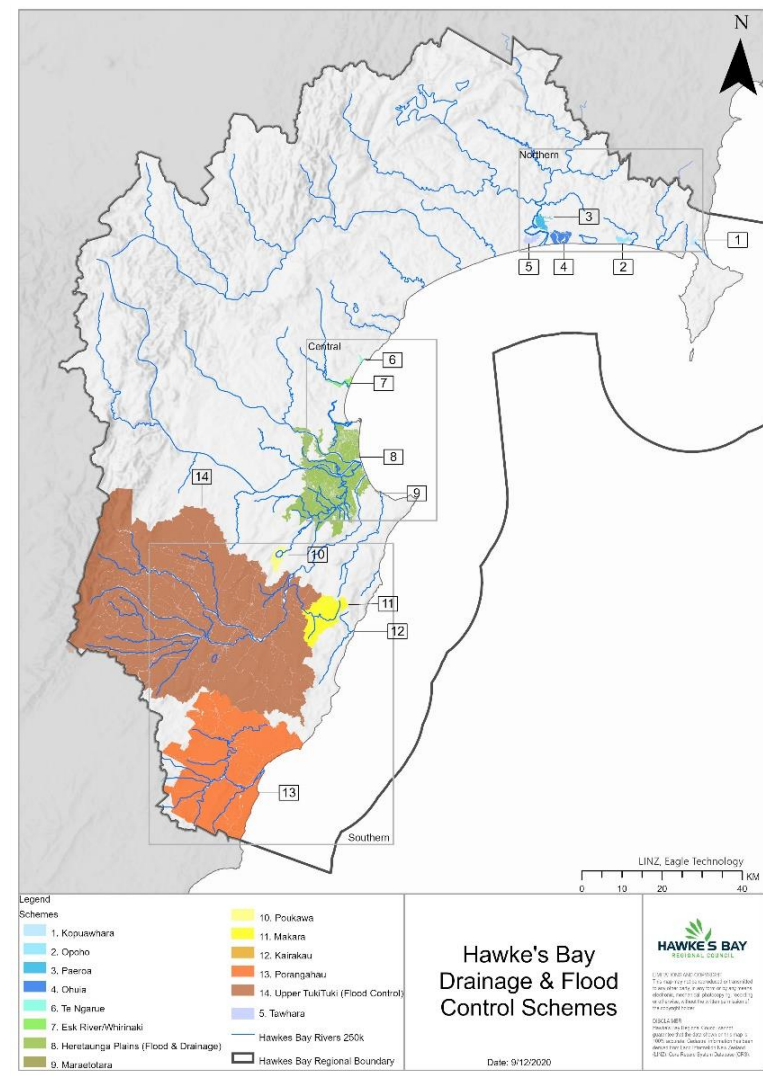 N
Northern
3
1
5
4
2
Central
6
7
8
14
9
10
11
12
13
Southern
LINZ, Eagle Technology
KM
0 10 20 40
Legend
Schemes
1. Kopuawhara
2. Opoho
3. Paeroa
4. Ohuia
6. Te Ngarue
7. Esk River/Whirinaki
8. Heretaunga Plains (Flood & Drainage)
9. Maraetotara
10. Poukawa
11. Makara
12. Kairakau
13. Porangahau
14. Upper TukiTuki (Flood Control)
5. Tawhara
Hawkes Bay Rivers 250k
Hawkes Bay Regional Boundary
Hawke's Bay
Drainage & Flood
Control Schemes
Date: 9/12/2020
HAWKE'S BAY
REGIONAL COUNCIL
DISCLAIMER